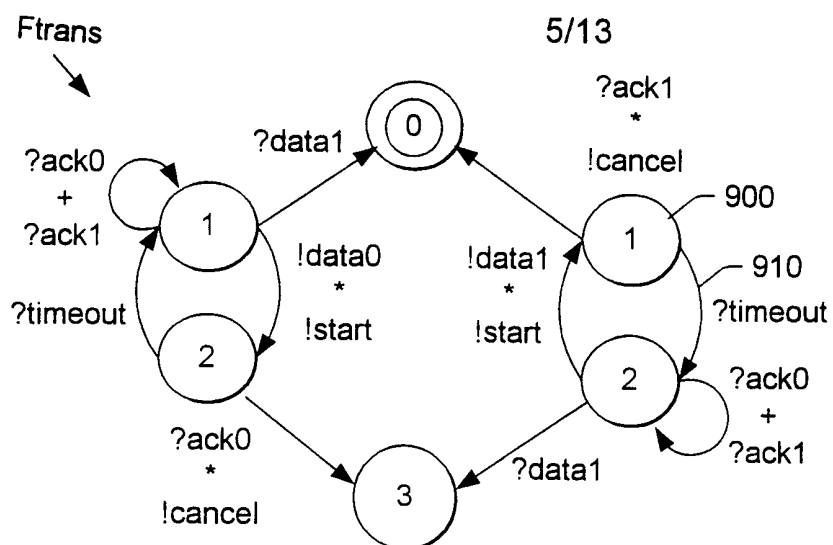 Ftrans
5/13
?ack1
*
!cancel
0
?data1
?ack0
+
?ack1
1
1
900
910
!data0
*
!start
!data1
*
!start
?timeout
?timeout
2
2
?ack0
+
?ack1
?ack0
*
!cancel
?data1
3